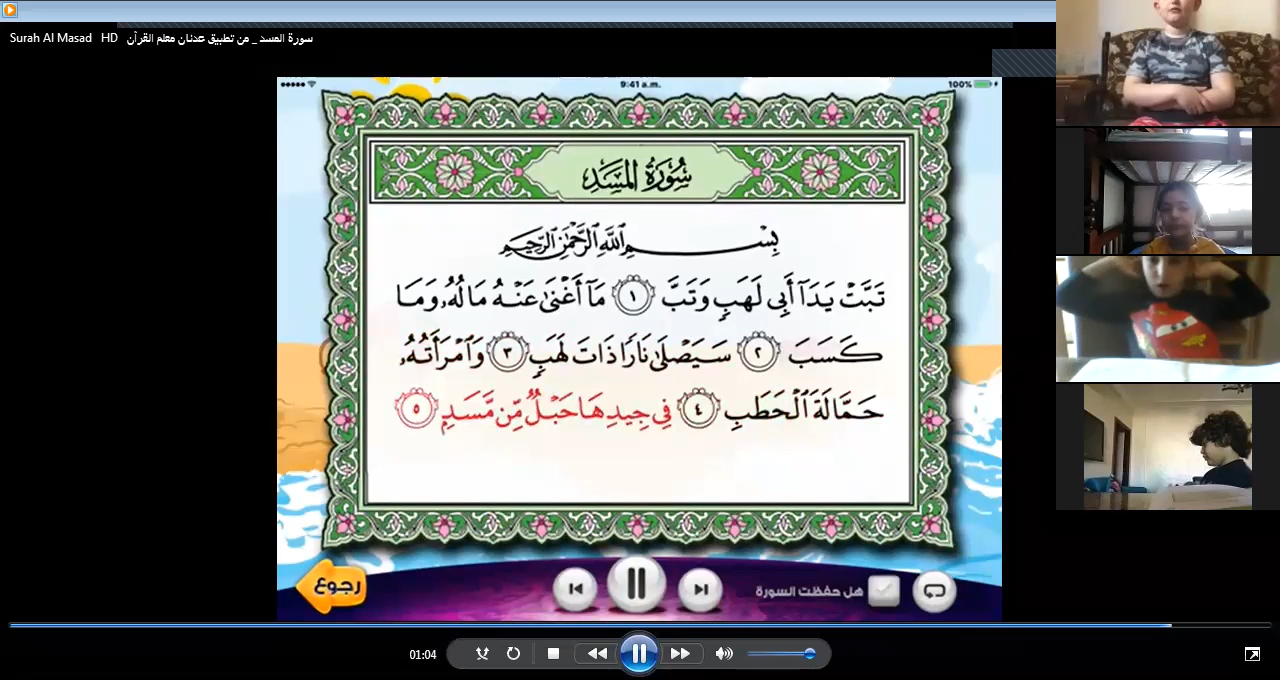 Surah Al Masad HD سورة المسد _ من تطبيق عدنان معلم القرآن
9:41 a.m.
100%
سُورَةُ المَسَدِ
بِسْمِ اللَّهِ الرَّحْمَٰنِ الرَّحِيمِ
تَبَّتْ يَدَآ أَبِى لَهَبٍ وَتَبَّ ١ مَآ أَغْنَىٰ عَنْهُ مَالُهُۥ وَمَا
كَسَبَ ٢ سَيَصْلَىٰ نَارًا ذَاتَ لَهَبٍ ٣ وَٱمْرَأَتُهُۥ
حَمَّالَةَ ٱلْحَطَبِ ٤ فِى جِيدِهَا حَبْلٌ مِّن مَّسَدٍۭ ٥
رجوع
هل حفظت السورة
01:04